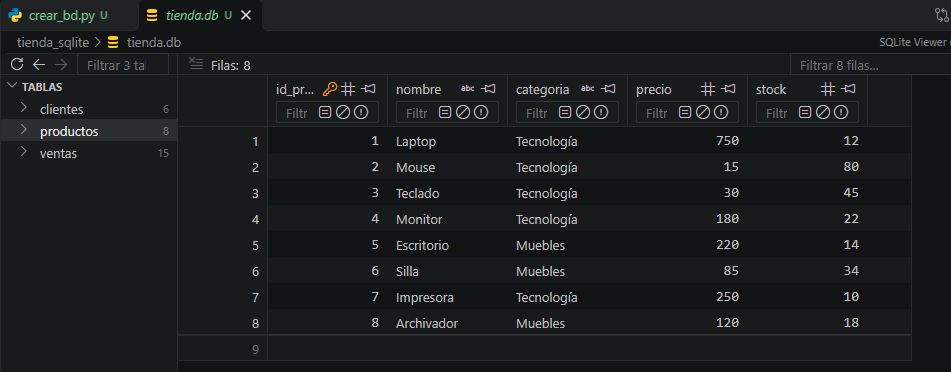 crear_bd.py U tienda.db
tienda_sqlite > tienda.db SQLite Viewer
Filtrar 3 ta Filas: 8 Filtrar 8 filas...
TABLAS
clientes 6
productos 8
ventas 15
id_pr... nombre abc categoria abc precio stock
Filtr Filtr Filtr Filtr Filtr
1 1 Laptop Tecnología 750 12
2 2 Mouse Tecnología 15 80
3 3 Teclado Tecnología 30 45
4 4 Monitor Tecnología 180 22
5 5 Escritorio Muebles 220 14
6 6 Silla Muebles 85 34
7 7 Impresora Tecnología 250 10
8 8 Archivador Muebles 120 18
9